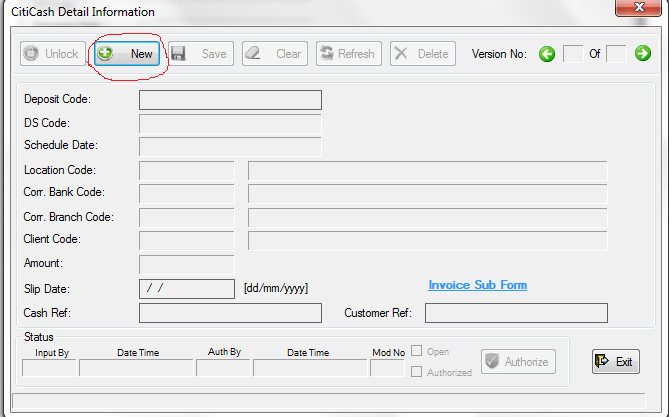 CitiCash Detail Information
Unlock New Save Clear Refresh Delete Version No: Of
Deposit Code:
DS Code:
Schedule Date:
Location Code:
Corr. Bank Code:
Corr. Branch Code:
Client Code:
Amount:
Slip Date: / / [dd/mm/yyyy] Invoice Sub Form
Cash Ref: Customer Ref:
Status
Input By Date Time Auth By Date Time Mod No Open
Authorized
Authorize Exit